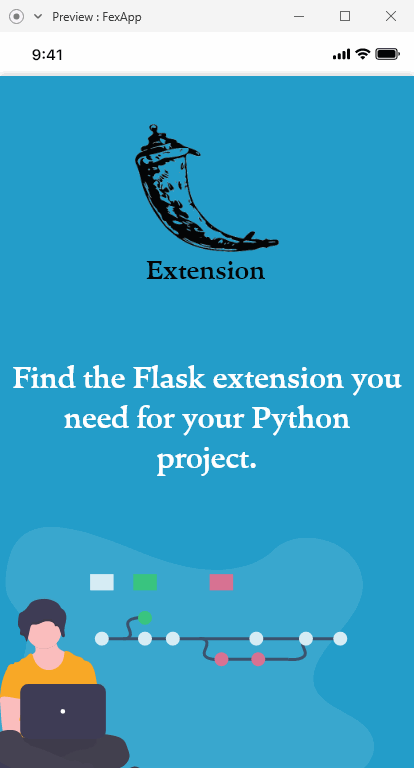 Preview : FexApp
9:41
Extension
Find the Flask extension you
need for your Python
project.